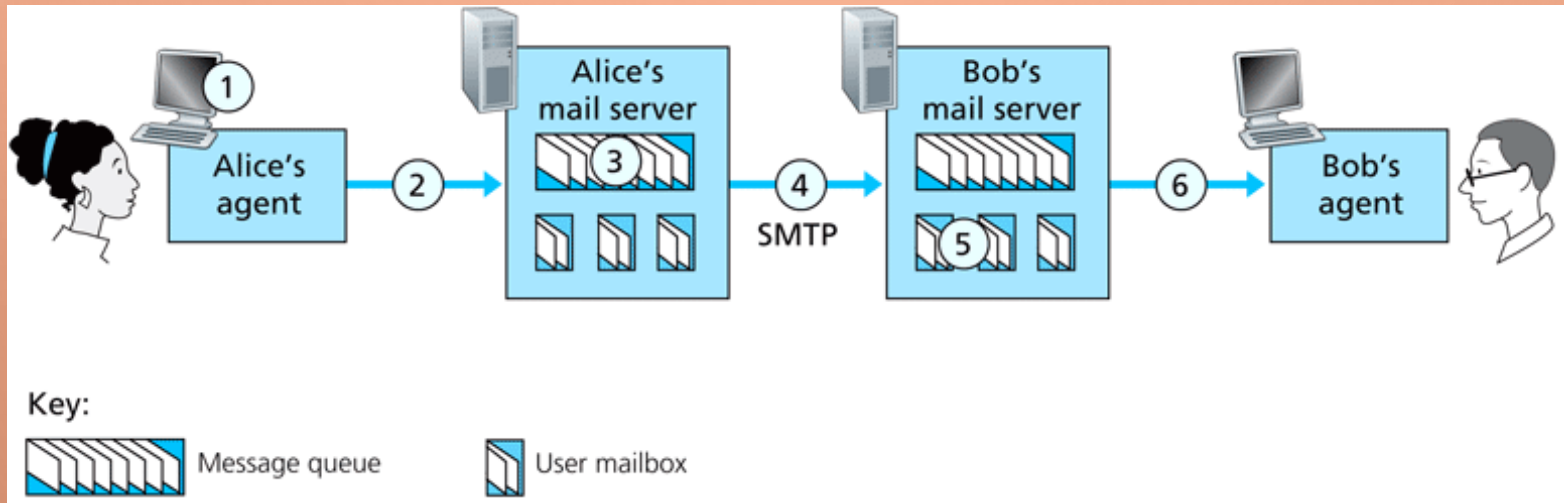 1
Alice's
agent
2
Alice's
mail server
3
4
SMTP
Bob's
mail server
5
6
Bob's
agent
Key:
Message queue
User mailbox